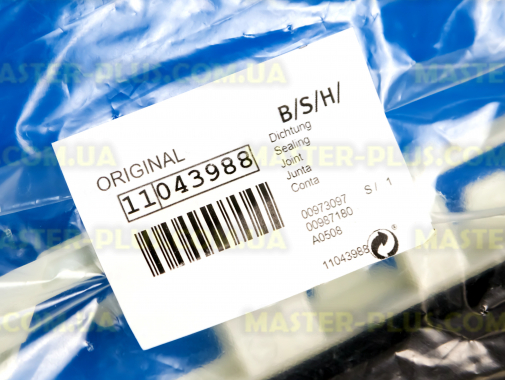 B/S/H/
Dichtung
Sealing
Joint
Junta
Conta
ORIGINAL
11043988
00973097 S / 1
00987180
A0508
11043988
MASTER-PLUS.COM.UA